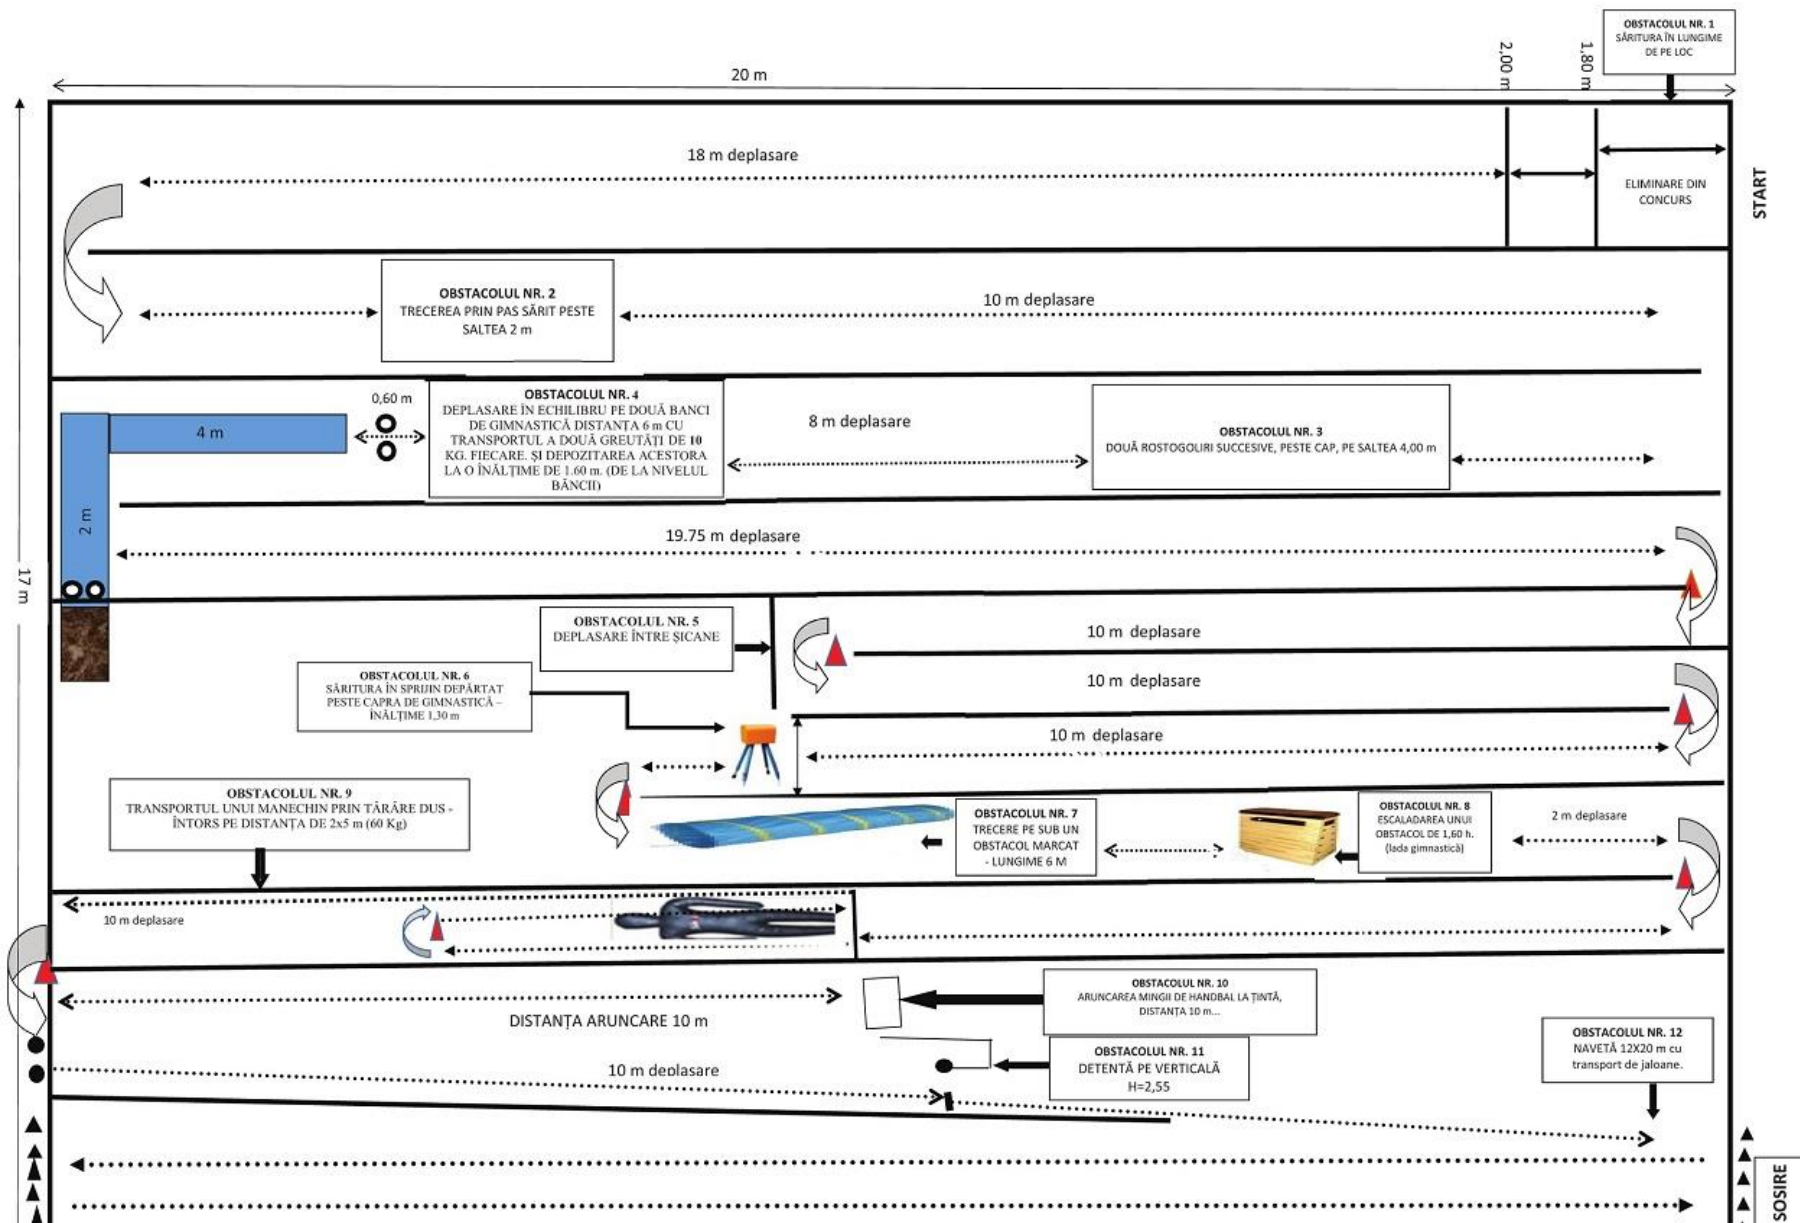 OBSTACOLUL NR. 1
SĂRITURA ÎN LUNGIME
DE PE LOC
20 m
2,00 m
1,80 m
18 m deplasare
ELIMINARE DIN
CONCURS
START
OBSTACOLUL NR. 2
TRECEREA PRIN PAS SĂRIT PESTE
SALTEA 2 m
10 m deplasare
4 m
0,60 m
OBSTACOLUL NR. 4
DEPLASARE ÎN ECHILIBRU PE DOUĂ BANCI
DE GIMNASTICĂ DISTANȚA 6 m CU
TRANSPORTUL A DOUĂ GREUTĂȚI DE 10
KG. FIECARE. ȘI DEPOZITAREA ACESTORA
LA O ÎNĂLȚIME DE 1.60 m. (DE LA NIVELUL
BĂNCII)
8 m deplasare
OBSTACOLUL NR. 3
DOUĂ ROSTOGOLIRI SUCCESIVE, PESTE CAP, PE SALTEA 4,00 m
2 m
19.75 m deplasare
17 m
OBSTACOLUL NR. 5
DEPLASARE ÎNTRE ȘICANE
10 m deplasare
OBSTACOLUL NR. 6
SĂRITURA ÎN SPRIJIN DEPĂRTAT
PESTE CAPRA DE GIMNASTICĂ –
ÎNĂLȚIME 1,30 m
10 m deplasare
10 m deplasare
OBSTACOLUL NR. 9
TRANSPORTUL UNUI MANECHIN PRIN TÂRÂRE DUS -
ÎNTORS PE DISTANȚA DE 2x5 m (60 Kg)
OBSTACOLUL NR. 7
TRECERE PE SUB UN
OBSTACOL MARCAT
- LUNGIME 6 M
OBSTACOLUL NR. 8
ESCALADAREA UNUI
OBSTACOL DE 1,60 h.
(lada gimnastică)
2 m deplasare
10 m deplasare
DISTANȚA ARUNCARE 10 m
OBSTACOLUL NR. 10
ARUNCAREA MINGII DE HANDBAL LA ȚINTĂ,
DISTANȚA 10 m...
OBSTACOLUL NR. 11
DETENTĂ PE VERTICALĂ
H=2,55
OBSTACOLUL NR. 12
NAVETĂ 12X20 m cu
transport de jaloane.
10 m deplasare
SOSIRE